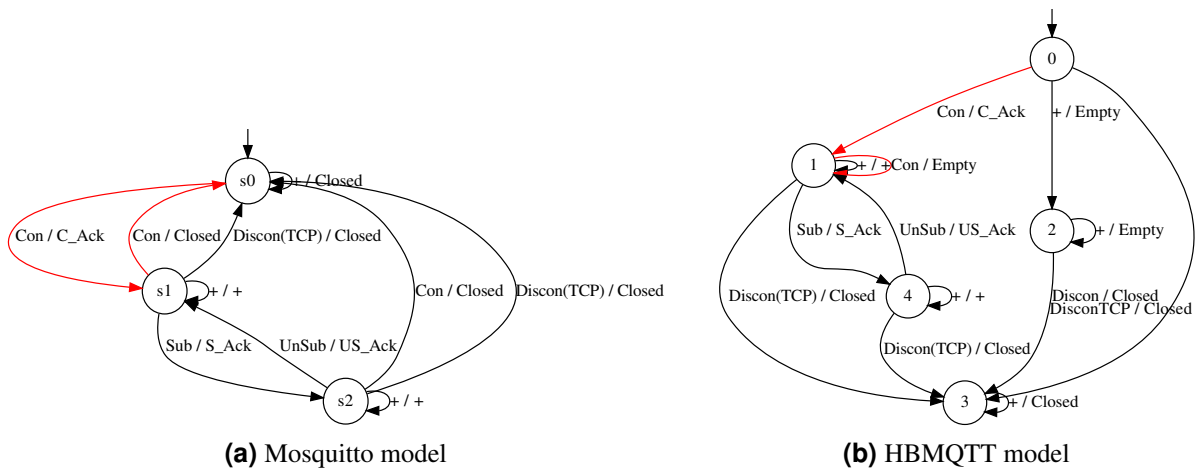 s0
+ / Closed
Con / C_Ack
Con / Closed
Discon(TCP) / Closed
s1
+ / +
Con / Closed
Discon(TCP) / Closed
Sub / S_Ack
UnSub / US_Ack
s2
+ / +
(a) Mosquitto model
0
Con / C_Ack
+ / Empty
1
+ / +
Con / Empty
Sub / S_Ack
UnSub / US_Ack
2
+ / Empty
Discon(TCP) / Closed
4
+ / +
Discon / Closed
DisconTCP / Closed
Discon(TCP) / Closed
3
+ / Closed
(b) HBMQTT model